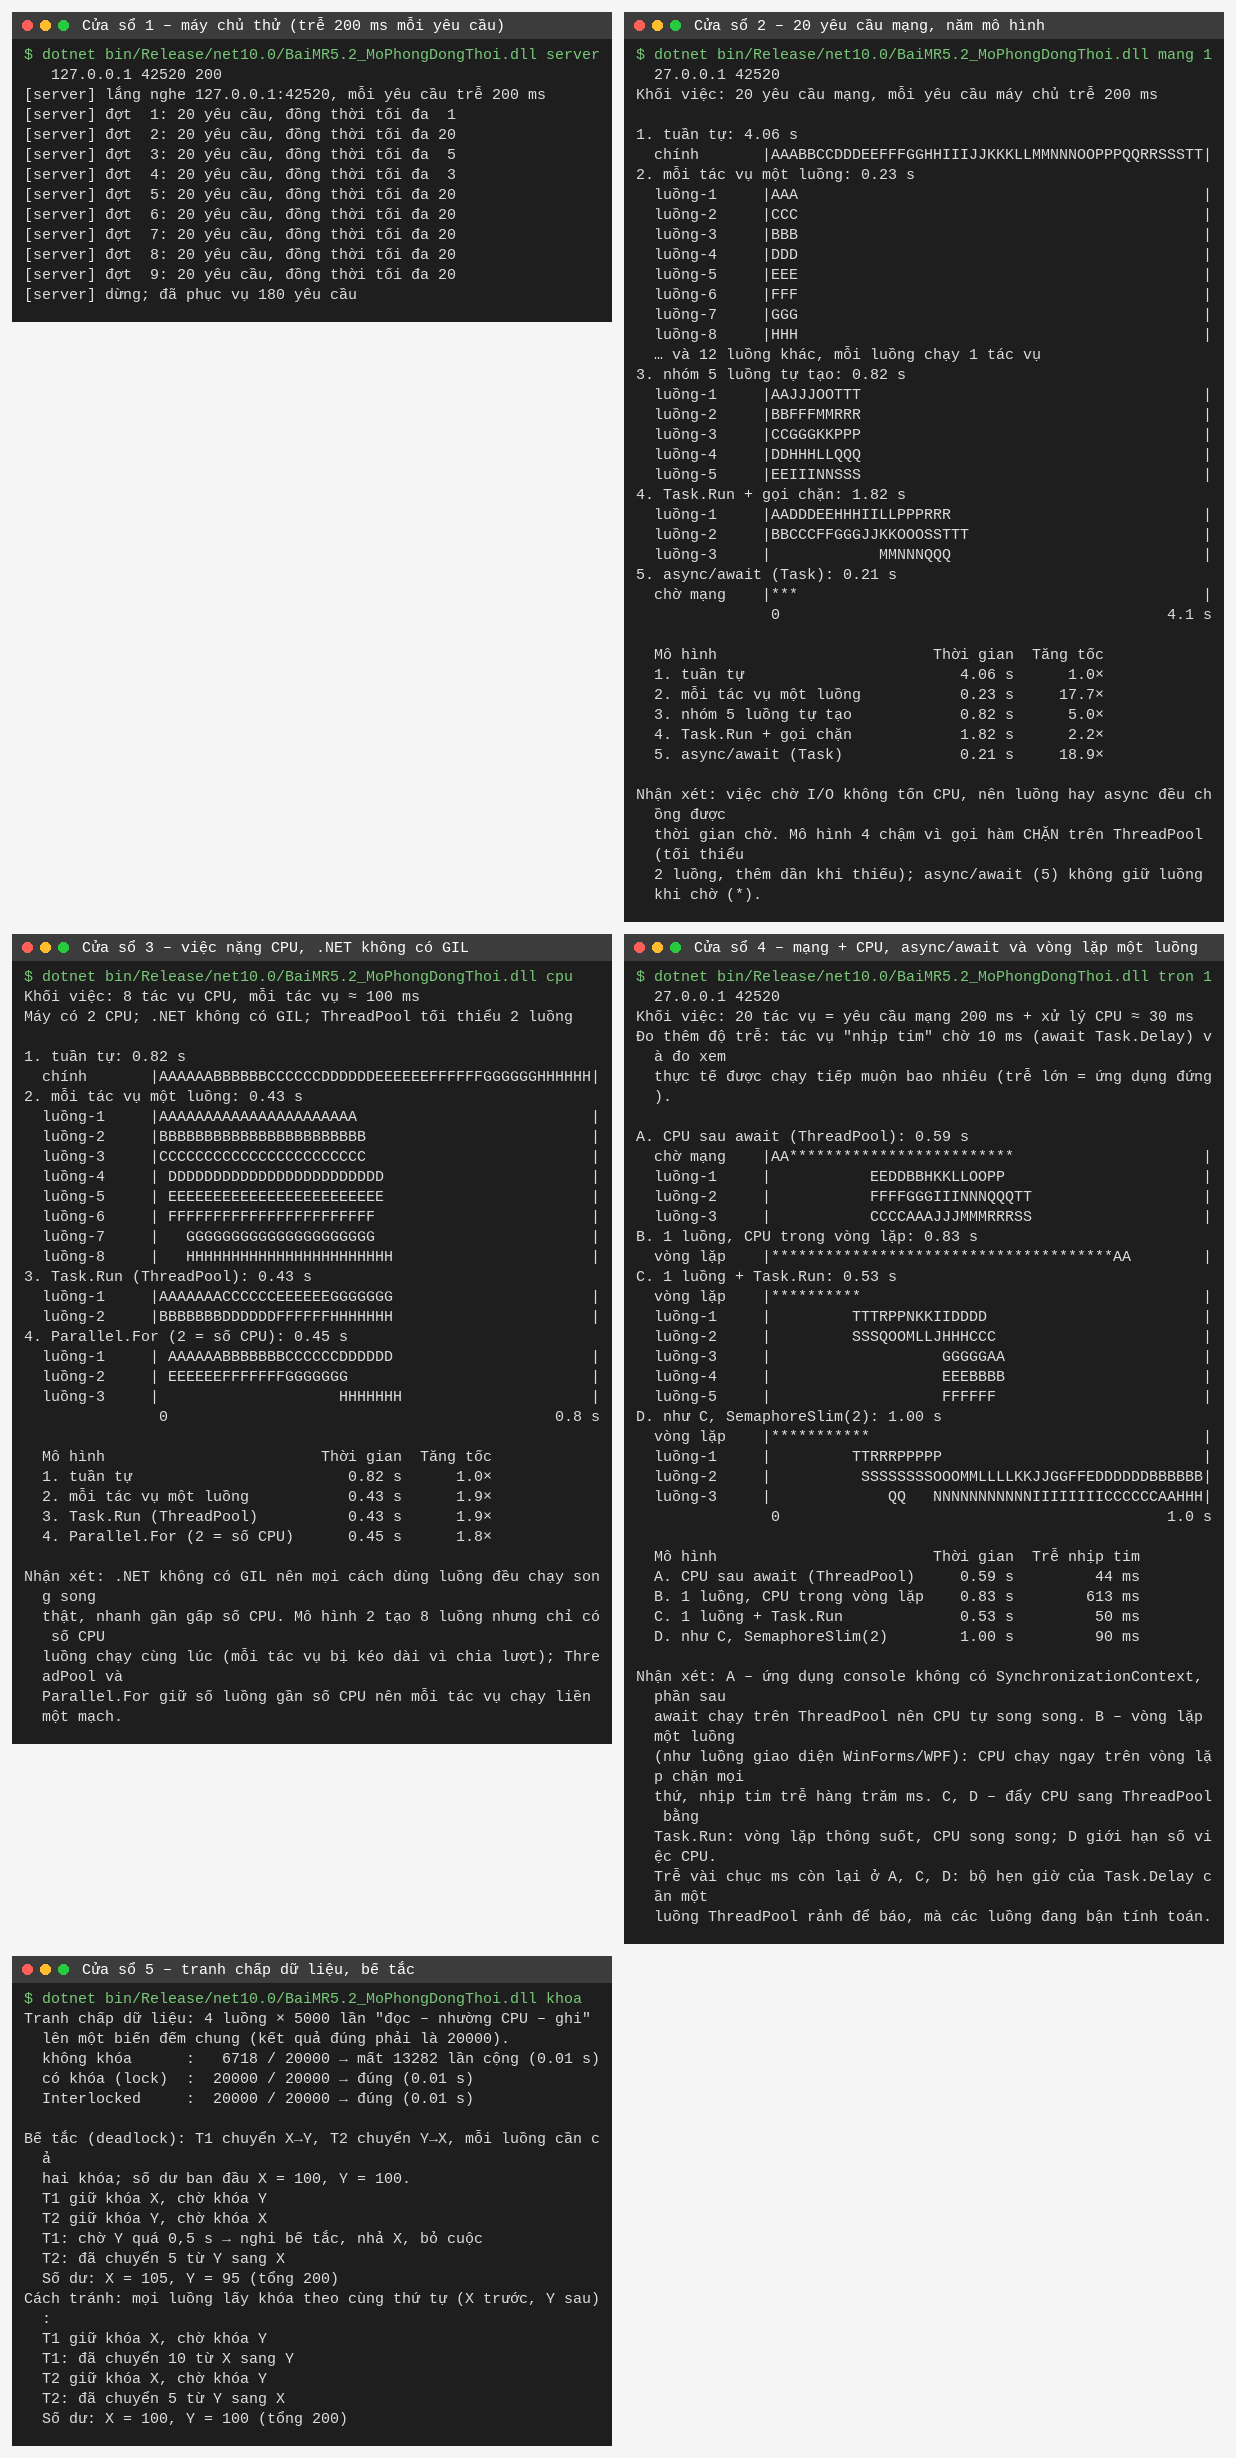 Cửa sổ 1 – máy chủ thử (trễ 200 ms mỗi yêu cầu)
$ dotnet bin/Release/net10.0/BaiMR5.2_MoPhongDongThoi.dll server
   127.0.0.1 42520 200
[server] lắng nghe 127.0.0.1:42520, mỗi yêu cầu trễ 200 ms
[server] đợt  1: 20 yêu cầu, đồng thời tối đa  1
[server] đợt  2: 20 yêu cầu, đồng thời tối đa 20
[server] đợt  3: 20 yêu cầu, đồng thời tối đa  5
[server] đợt  4: 20 yêu cầu, đồng thời tối đa  3
[server] đợt  5: 20 yêu cầu, đồng thời tối đa 20
[server] đợt  6: 20 yêu cầu, đồng thời tối đa 20
[server] đợt  7: 20 yêu cầu, đồng thời tối đa 20
[server] đợt  8: 20 yêu cầu, đồng thời tối đa 20
[server] đợt  9: 20 yêu cầu, đồng thời tối đa 20
[server] dừng; đã phục vụ 180 yêu cầu
Cửa sổ 2 – 20 yêu cầu mạng, năm mô hình
$ dotnet bin/Release/net10.0/BaiMR5.2_MoPhongDongThoi.dll mang 1
  27.0.0.1 42520
Khối việc: 20 yêu cầu mạng, mỗi yêu cầu máy chủ trễ 200 ms
1. tuần tự: 4.06 s
  chính       |AAABBCCDDDEEFFFGGHHIIIJJKKKLLMMNNNOOPPPQQRRSSSTT|
2. mỗi tác vụ một luồng: 0.23 s
  luồng-1     |AAA                                             |
  luồng-2     |CCC                                             |
  luồng-3     |BBB                                             |
  luồng-4     |DDD                                             |
  luồng-5     |EEE                                             |
  luồng-6     |FFF                                             |
  luồng-7     |GGG                                             |
  luồng-8     |HHH                                             |
  … và 12 luồng khác, mỗi luồng chạy 1 tác vụ
3. nhóm 5 luồng tự tạo: 0.82 s
  luồng-1     |AAJJJOOTTT                                      |
  luồng-2     |BBFFFMMRRR                                      |
  luồng-3     |CCGGGKKPPP                                      |
  luồng-4     |DDHHHLLQQQ                                      |
  luồng-5     |EEIIINNSSS                                      |
4. Task.Run + gọi chặn: 1.82 s
  luồng-1     |AADDDEEHHHIILLPPPRRR                            |
  luồng-2     |BBCCCFFGGGJJKKOOOSSTTT                          |
  luồng-3     |            MMNNNQQQ                            |
5. async/await (Task): 0.21 s
  chờ mạng    |***                                             |
               0                                           4.1 s
  Mô hình                        Thời gian  Tăng tốc
  1. tuần tự                        4.06 s      1.0×
  2. mỗi tác vụ một luồng           0.23 s     17.7×
  3. nhóm 5 luồng tự tạo            0.82 s      5.0×
  4. Task.Run + gọi chặn            1.82 s      2.2×
  5. async/await (Task)             0.21 s     18.9×
Nhận xét: việc chờ I/O không tốn CPU, nên luồng hay async đều ch
  ồng được
  thời gian chờ. Mô hình 4 chậm vì gọi hàm CHẶN trên ThreadPool
  (tối thiểu
  2 luồng, thêm dần khi thiếu); async/await (5) không giữ luồng
  khi chờ (*).
Cửa sổ 3 – việc nặng CPU, .NET không có GIL
$ dotnet bin/Release/net10.0/BaiMR5.2_MoPhongDongThoi.dll cpu
Khối việc: 8 tác vụ CPU, mỗi tác vụ ≈ 100 ms
Máy có 2 CPU; .NET không có GIL; ThreadPool tối thiểu 2 luồng
1. tuần tự: 0.82 s
  chính       |AAAAAABBBBBBCCCCCCDDDDDDEEEEEEFFFFFFGGGGGGHHHHHH|
2. mỗi tác vụ một luồng: 0.43 s
  luồng-1     |AAAAAAAAAAAAAAAAAAAAAA                          |
  luồng-2     |BBBBBBBBBBBBBBBBBBBBBBB                         |
  luồng-3     |CCCCCCCCCCCCCCCCCCCCCCC                         |
  luồng-4     | DDDDDDDDDDDDDDDDDDDDDDDD                       |
  luồng-5     | EEEEEEEEEEEEEEEEEEEEEEEE                       |
  luồng-6     | FFFFFFFFFFFFFFFFFFFFFFF                        |
  luồng-7     |   GGGGGGGGGGGGGGGGGGGGG                        |
  luồng-8     |   HHHHHHHHHHHHHHHHHHHHHHH                      |
3. Task.Run (ThreadPool): 0.43 s
  luồng-1     |AAAAAAACCCCCCEEEEEEGGGGGGG                      |
  luồng-2     |BBBBBBBDDDDDDFFFFFFHHHHHHH                      |
4. Parallel.For (2 = số CPU): 0.45 s
  luồng-1     | AAAAAABBBBBBBCCCCCCDDDDDD                      |
  luồng-2     | EEEEEEFFFFFFFGGGGGGG                           |
  luồng-3     |                    HHHHHHH                     |
               0                                           0.8 s
  Mô hình                        Thời gian  Tăng tốc
  1. tuần tự                        0.82 s      1.0×
  2. mỗi tác vụ một luồng           0.43 s      1.9×
  3. Task.Run (ThreadPool)          0.43 s      1.9×
  4. Parallel.For (2 = số CPU)      0.45 s      1.8×
Nhận xét: .NET không có GIL nên mọi cách dùng luồng đều chạy son
  g song
  thật, nhanh gần gấp số CPU. Mô hình 2 tạo 8 luồng nhưng chỉ có
   số CPU
  luồng chạy cùng lúc (mỗi tác vụ bị kéo dài vì chia lượt); Thre
  adPool và
  Parallel.For giữ số luồng gần số CPU nên mỗi tác vụ chạy liền
  một mạch.
Cửa sổ 4 – mạng + CPU, async/await và vòng lặp một luồng
$ dotnet bin/Release/net10.0/BaiMR5.2_MoPhongDongThoi.dll tron 1
  27.0.0.1 42520
Khối việc: 20 tác vụ = yêu cầu mạng 200 ms + xử lý CPU ≈ 30 ms
Đo thêm độ trễ: tác vụ "nhịp tim" chờ 10 ms (await Task.Delay) v
  à đo xem
  thực tế được chạy tiếp muộn bao nhiêu (trễ lớn = ứng dụng đứng
  ).
A. CPU sau await (ThreadPool): 0.59 s
  chờ mạng    |AA*************************                     |
  luồng-1     |           EEDDBBHKKLLOOPP                      |
  luồng-2     |           FFFFGGGIIINNNQQQTT                   |
  luồng-3     |           CCCCAAAJJJMMMRRRSS                   |
B. 1 luồng, CPU trong vòng lặp: 0.83 s
  vòng lặp    |**************************************AA        |
C. 1 luồng + Task.Run: 0.53 s
  vòng lặp    |**********                                      |
  luồng-1     |         TTTRPPNKKIIDDDD                        |
  luồng-2     |         SSSQOOMLLJHHHCCC                       |
  luồng-3     |                   GGGGGAA                      |
  luồng-4     |                   EEEBBBB                      |
  luồng-5     |                   FFFFFF                       |
D. như C, SemaphoreSlim(2): 1.00 s
  vòng lặp    |***********                                     |
  luồng-1     |         TTRRRPPPPP                             |
  luồng-2     |          SSSSSSSSOOOMMLLLLKKJJGGFFEDDDDDDBBBBBB|
  luồng-3     |             QQ   NNNNNNNNNNNIIIIIIIICCCCCCAAHHH|
               0                                           1.0 s
  Mô hình                        Thời gian  Trễ nhịp tim
  A. CPU sau await (ThreadPool)     0.59 s         44 ms
  B. 1 luồng, CPU trong vòng lặp    0.83 s        613 ms
  C. 1 luồng + Task.Run             0.53 s         50 ms
  D. như C, SemaphoreSlim(2)        1.00 s         90 ms
Nhận xét: A – ứng dụng console không có SynchronizationContext,
  phần sau
  await chạy trên ThreadPool nên CPU tự song song. B – vòng lặp
  một luồng
  (như luồng giao diện WinForms/WPF): CPU chạy ngay trên vòng lặ
  p chặn mọi
  thứ, nhịp tim trễ hàng trăm ms. C, D – đẩy CPU sang ThreadPool
   bằng
  Task.Run: vòng lặp thông suốt, CPU song song; D giới hạn số vi
  ệc CPU.
  Trễ vài chục ms còn lại ở A, C, D: bộ hẹn giờ của Task.Delay c
  ần một
  luồng ThreadPool rảnh để báo, mà các luồng đang bận tính toán.
Cửa sổ 5 – tranh chấp dữ liệu, bế tắc
$ dotnet bin/Release/net10.0/BaiMR5.2_MoPhongDongThoi.dll khoa
Tranh chấp dữ liệu: 4 luồng × 5000 lần "đọc – nhường CPU – ghi"
  lên một biến đếm chung (kết quả đúng phải là 20000).
  không khóa      :   6718 / 20000 → mất 13282 lần cộng (0.01 s)
  có khóa (lock)  :  20000 / 20000 → đúng (0.01 s)
  Interlocked     :  20000 / 20000 → đúng (0.01 s)
Bế tắc (deadlock): T1 chuyển X→Y, T2 chuyển Y→X, mỗi luồng cần c
  ả
  hai khóa; số dư ban đầu X = 100, Y = 100.
  T1 giữ khóa X, chờ khóa Y
  T2 giữ khóa Y, chờ khóa X
  T1: chờ Y quá 0,5 s → nghi bế tắc, nhả X, bỏ cuộc
  T2: đã chuyển 5 từ Y sang X
  Số dư: X = 105, Y = 95 (tổng 200)
Cách tránh: mọi luồng lấy khóa theo cùng thứ tự (X trước, Y sau)
  :
  T1 giữ khóa X, chờ khóa Y
  T1: đã chuyển 10 từ X sang Y
  T2 giữ khóa X, chờ khóa Y
  T2: đã chuyển 5 từ Y sang X
  Số dư: X = 100, Y = 100 (tổng 200)